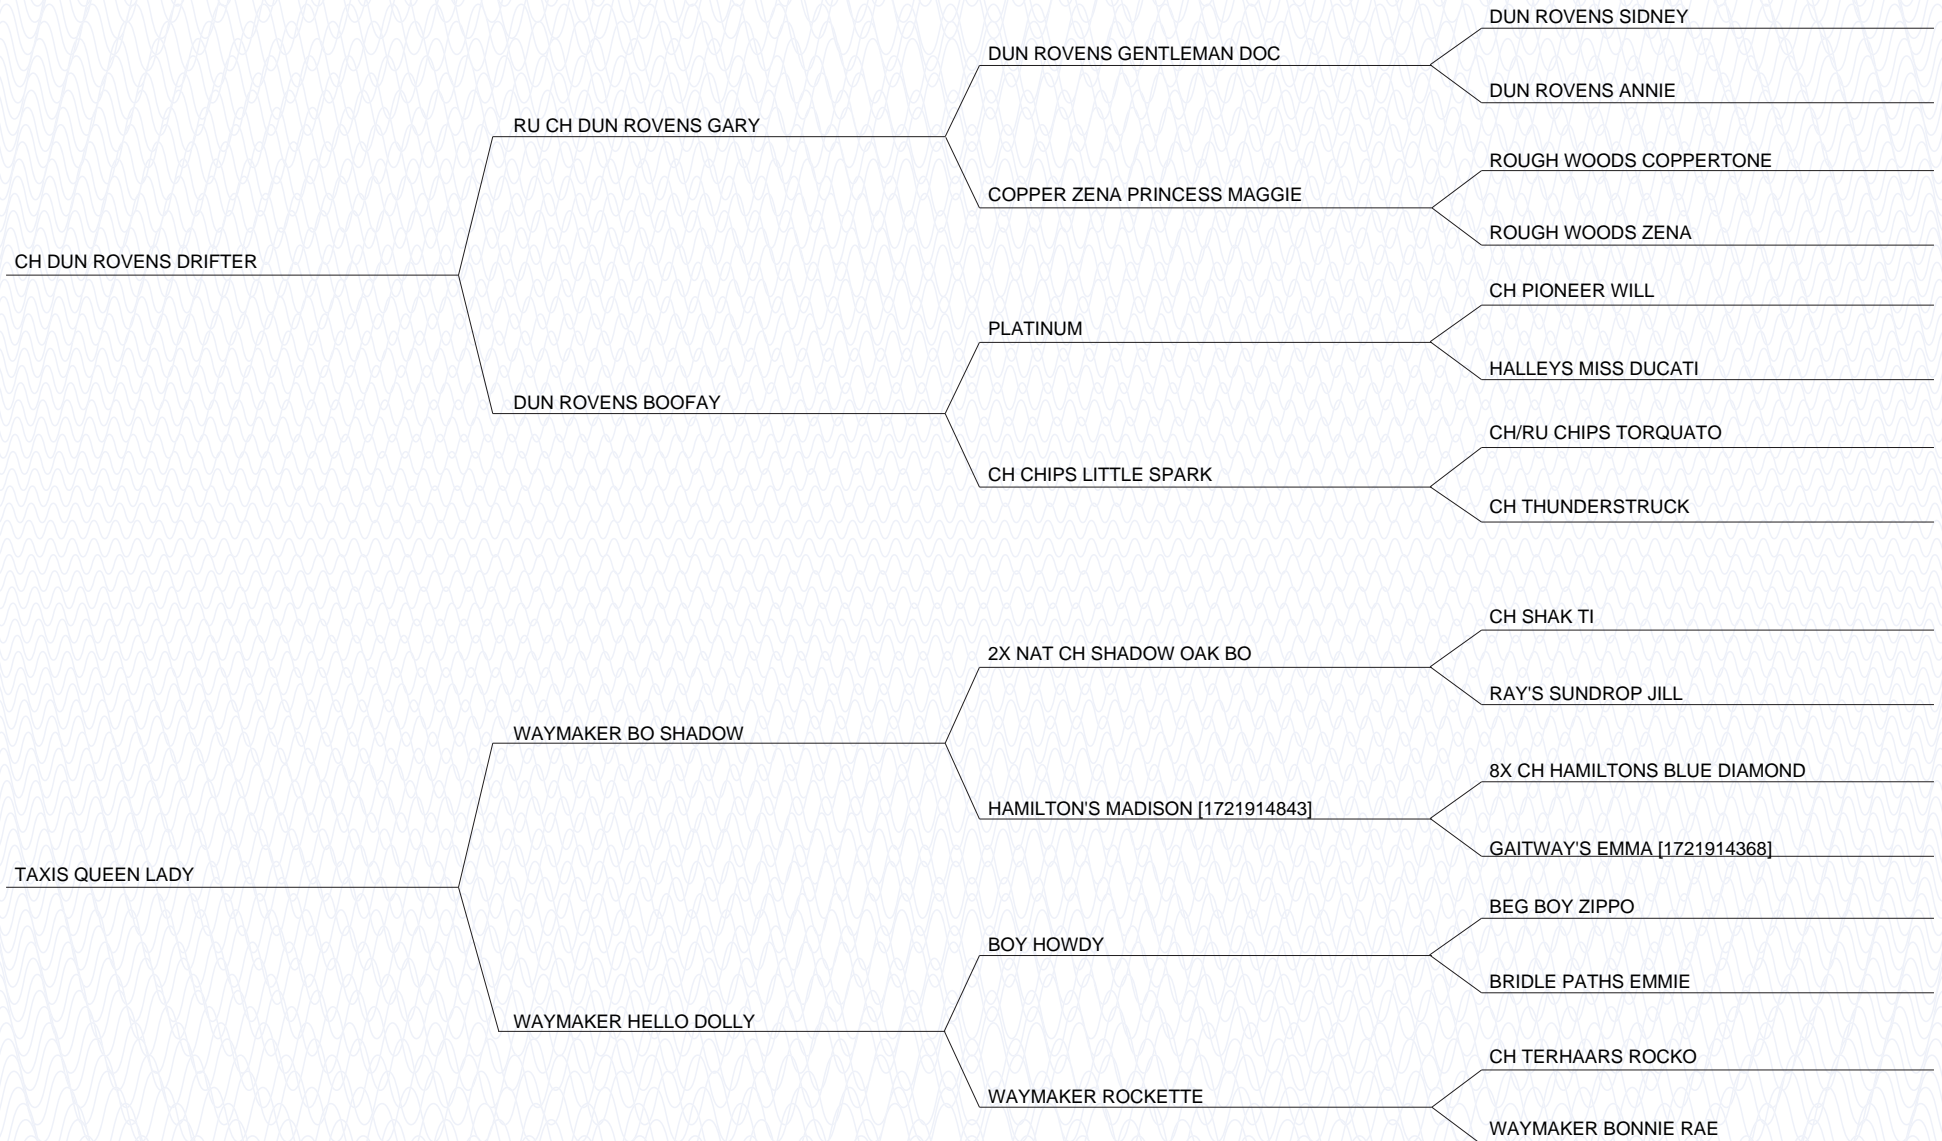 DUN ROVENS SIDNEY
DUN ROVENS GENTLEMAN DOC
DUN ROVENS ANNIE
RU CH DUN ROVENS GARY
ROUGH WOODS COPPERTONE
COPPER ZENA PRINCESS MAGGIE
ROUGH WOODS ZENA
CH DUN ROVENS DRIFTER
CH PIONEER WILL
PLATINUM
HALLEYS MISS DUCATI
DUN ROVENS BOOFAY
CH/RU CHIPS TORQUATO
CH CHIPS LITTLE SPARK
CH THUNDERSTRUCK
CH SHAK TI
2X NAT CH SHADOW OAK BO
RAY'S SUNDROP JILL
WAYMAKER BO SHADOW
8X CH HAMILTONS BLUE DIAMOND
HAMILTON'S MADISON [1721914843]
GAITWAY'S EMMA [1721914368]
TAXIS QUEEN LADY
BEG BOY ZIPPO
BOY HOWDY
BRIDLE PATHS EMMIE
WAYMAKER HELLO DOLLY
CH TERHAARS ROCKO
WAYMAKER ROCKETTE
WAYMAKER BONNIE RAE